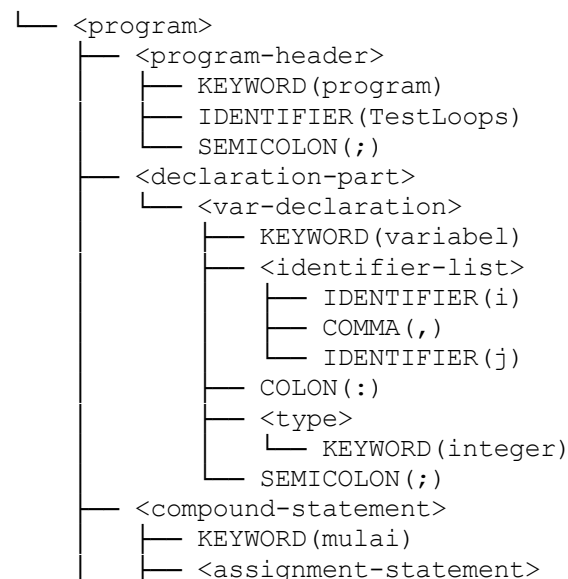 └── <program>
    ├── <program-header>
    │   ├── KEYWORD(program)
    │   ├── IDENTIFIER(TestLoops)
    │   └── SEMICOLON(;)
    ├── <declaration-part>
    │   └── <var-declaration>
    │       ├── KEYWORD(variabel)
    │       ├── <identifier-list>
    │       │   ├── IDENTIFIER(i)
    │       │   ├── COMMA(,)
    │       │   └── IDENTIFIER(j)
    │       ├── COLON(:)
    │       ├── <type>
    │       │   └── KEYWORD(integer)
    │       └── SEMICOLON(;)
    ├── <compound-statement>
    │   ├── KEYWORD(mulai)
    │   ├── <assignment-statement>